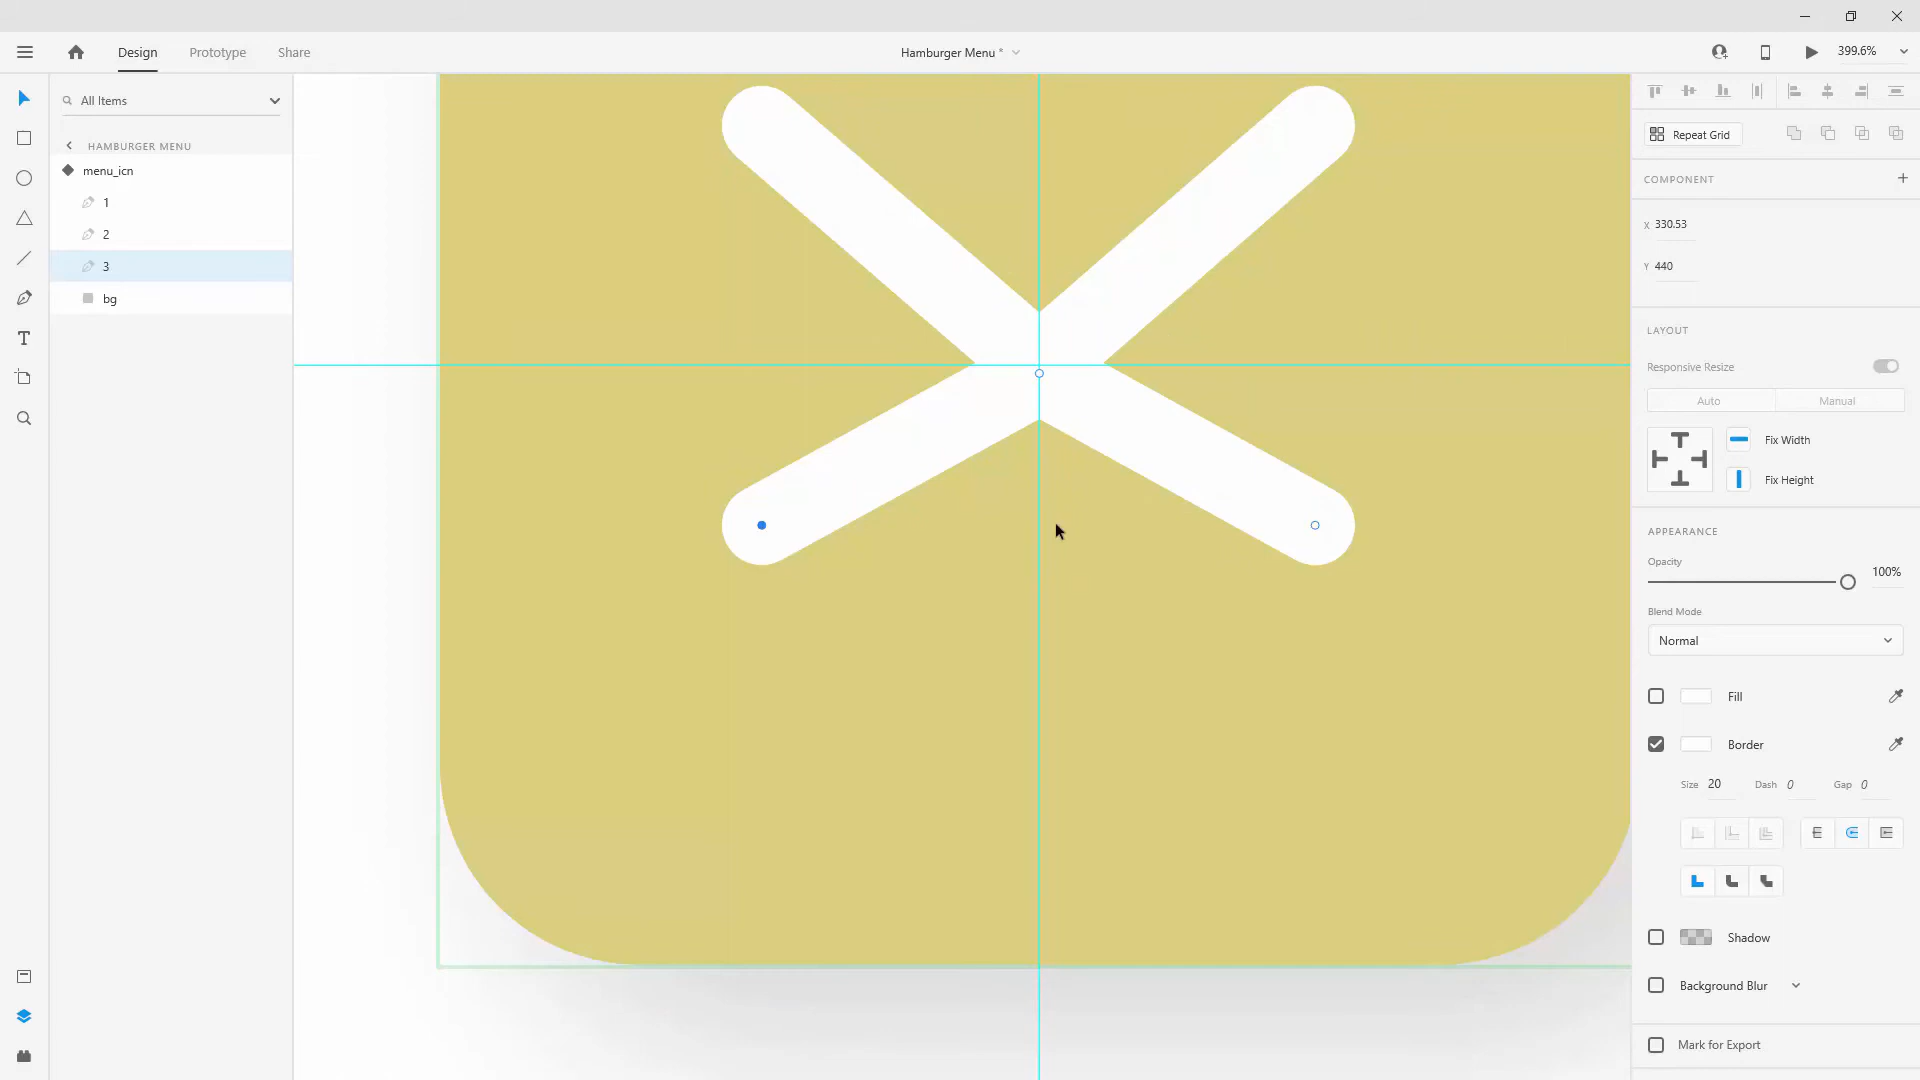 Design
Prototype
Share
Hamburger Menu *
399.6%
All Items
HAMBURGER MENU
menu_icn
1
2
3
bg
Repeat Grid
COMPONENT
X 330.53
Y 440
LAYOUT
Responsive Resize
Auto
Manual
Fix Width
Fix Height
APPEARANCE
Opacity
100%
Blend Mode
Normal
Fill
Border
Size 20 Dash 0 Gap 0
Shadow
Background Blur
Mark for Export